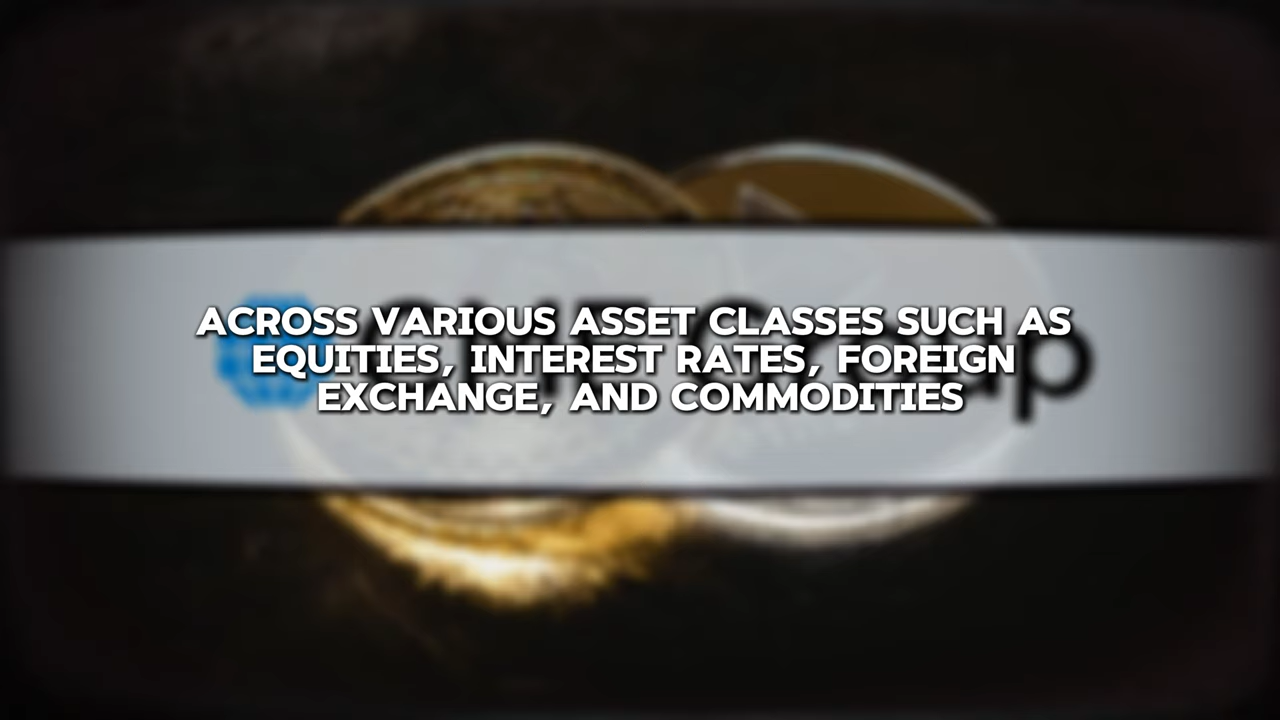 ACROSS VARIOUS ASSET CLASSES SUCH AS
EQUITIES, INTEREST RATES, FOREIGN
EXCHANGE, AND COMMODITIES